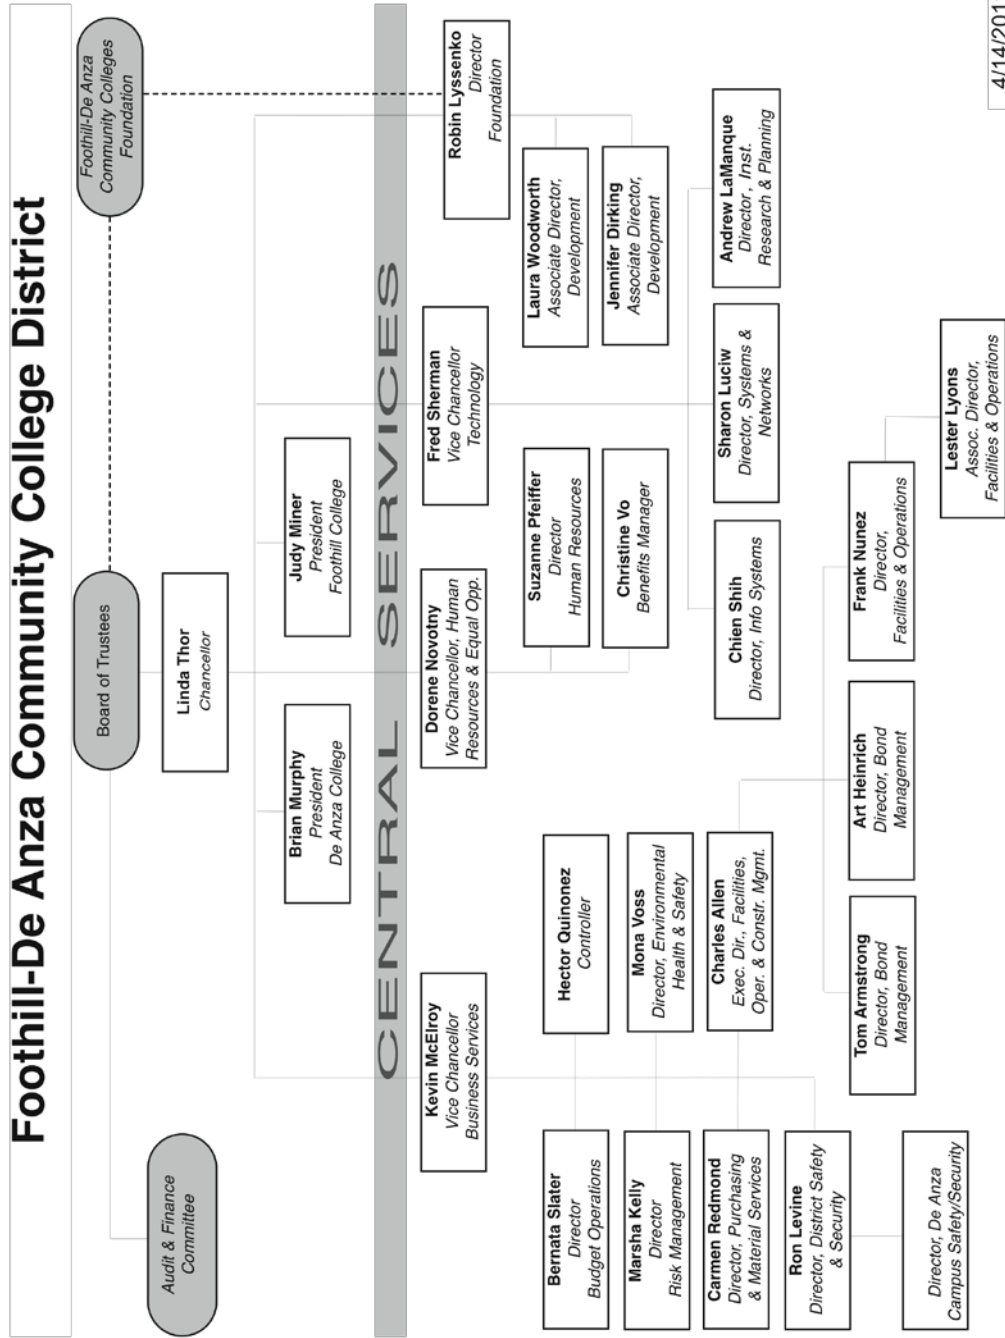 Foothill-De Anza Community College District
Foothill-De Anza
Community Colleges
Foundation
Board of Trustees
Audit & Finance
Committee
Linda Thor
Chancellor
Brian Murphy
President
De Anza College
Judy Miner
President
Foothill College
CENTRAL SERVICES
Kevin McElroy
Vice Chancellor
Business Services
Dorene Novotny
Vice Chancellor, Human
Resources & Equal Opp.
Fred Sherman
Vice Chancellor
Technology
Robin Lyssenko
Director
Foundation
Bernata Slater
Director
Budget Operations
Hector Quinonez
Controller
Suzanne Pfeiffer
Director
Human Resources
Laura Woodworth
Associate Director,
Development
Marsha Kelly
Director
Risk Management
Mona Voss
Director, Environmental
Health & Safety
Christine Vo
Benefits Manager
Jennifer Dirking
Associate Director,
Development
Carmen Redmond
Director, Purchasing
& Material Services
Charles Allen
Exec. Dir., Facilities,
Oper. & Constr. Mgmt.
Chien Shih
Director, Info Systems
Sharon Luciw
Director, Systems &
Networks
Andrew LaManque
Director, Inst.
Research & Planning
Ron Levine
Director, District Safety
& Security
Tom Armstrong
Director, Bond
Management
Art Heinrich
Director, Bond
Management
Frank Nunez
Director,
Facilities & Operations
Director, De Anza
Campus Safety/Security
Lester Lyons
Assoc. Director,
Facilities & Operations
4/14/201